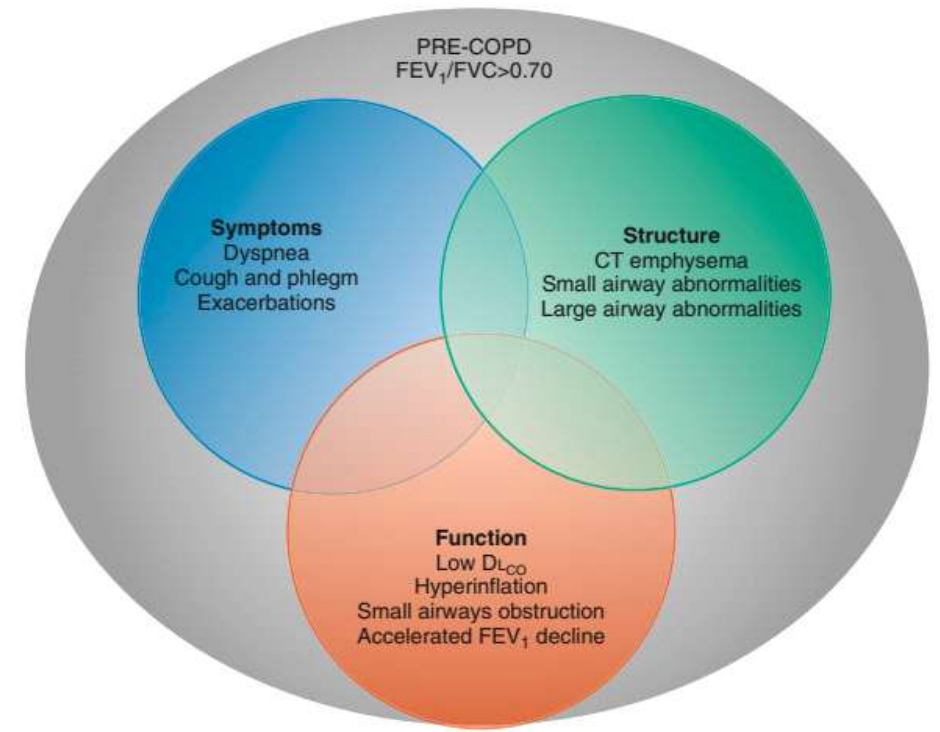 PRE-COPD
FEV₁/FVC>0.70
Symptoms
Dyspnea
Cough and phlegm
Exacerbations
Structure
CT emphysema
Small airway abnormalities
Large airway abnormalities
Function
Low DLCO
Hyperinflation
Small airways obstruction
Accelerated FEV₁ decline